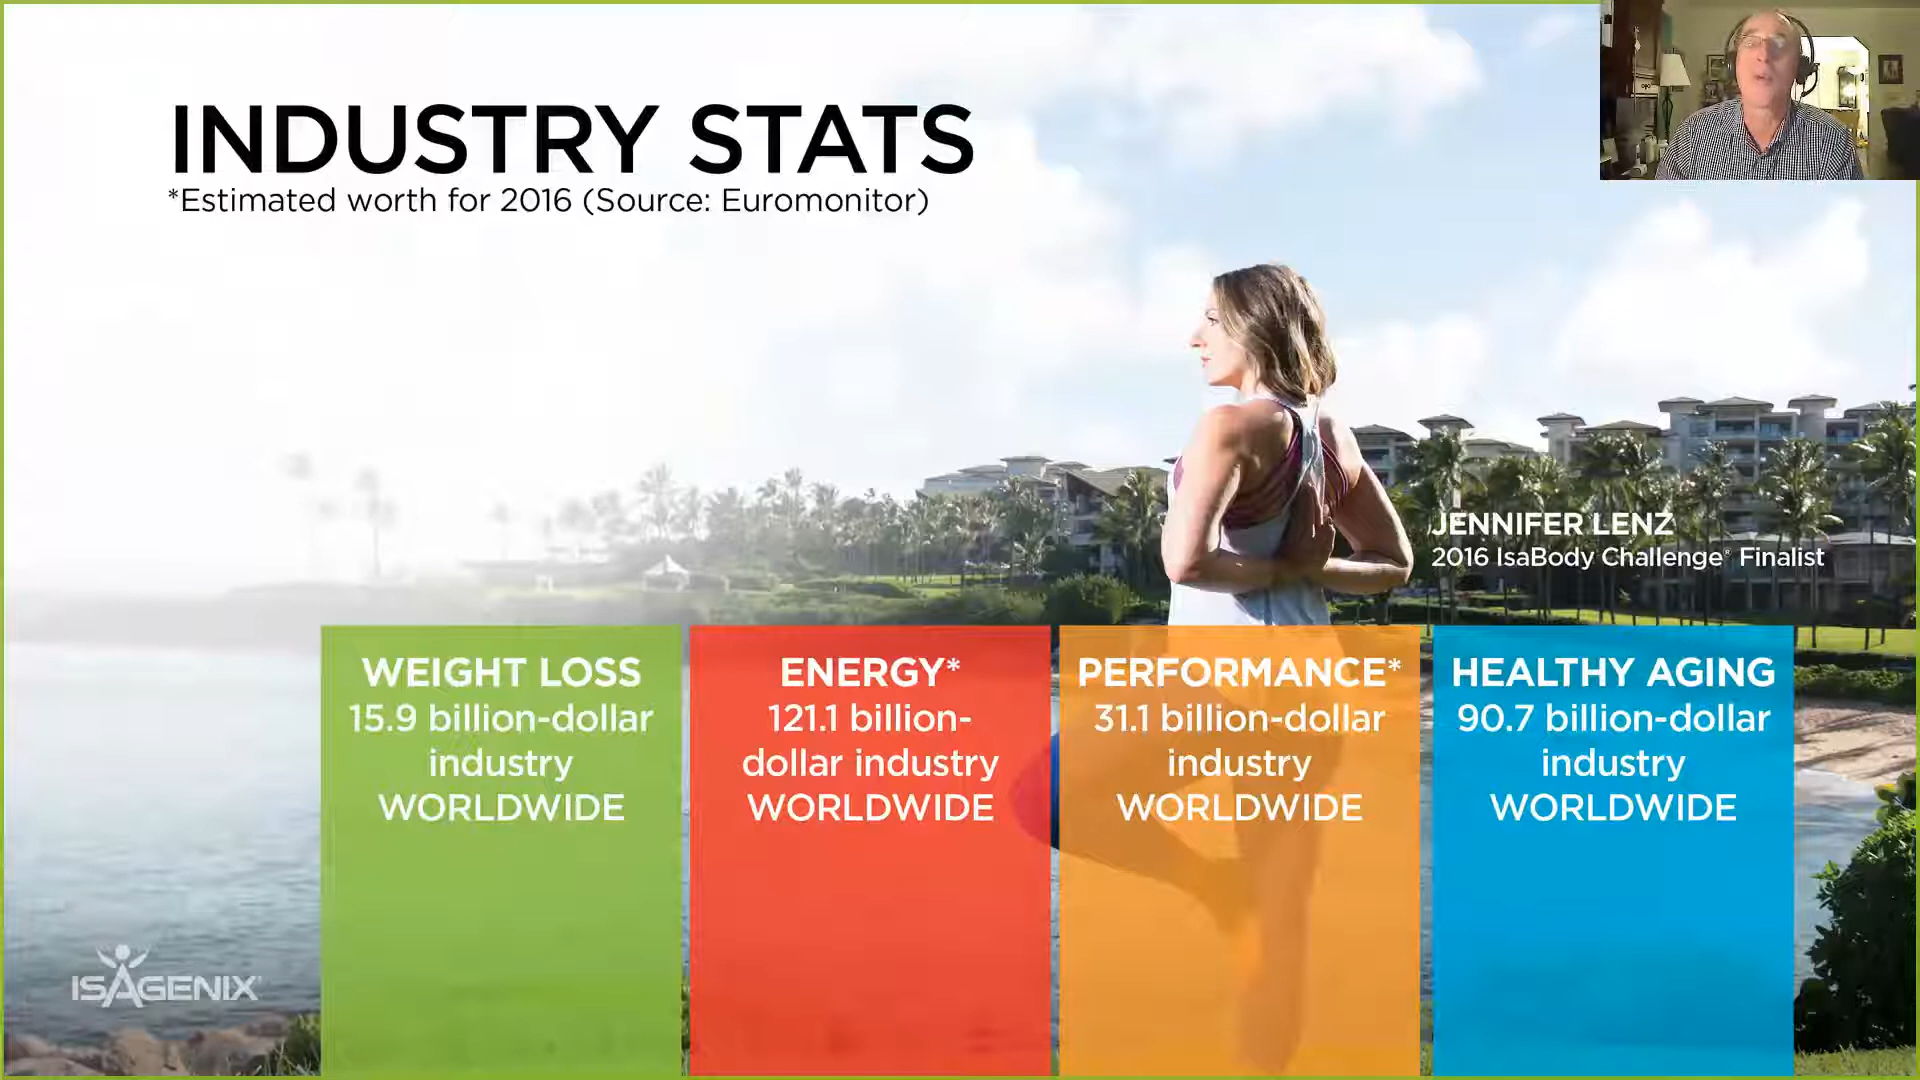 INDUSTRY STATS
*Estimated worth for 2016 (Source: Euromonitor)
JENNIFER LENZ
2016 IsaBody Challenge® Finalist
WEIGHT LOSS
15.9 billion-dollar
industry
WORLDWIDE
ENERGY*
121.1 billion-
dollar industry
WORLDWIDE
PERFORMANCE*
31.1 billion-dollar
industry
WORLDWIDE
HEALTHY AGING
90.7 billion-dollar
industry
WORLDWIDE
ISAGENIX